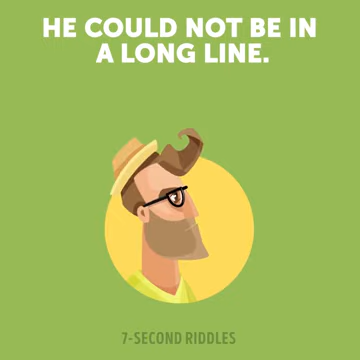 HE COULD NOT BE IN
A LONG LINE.
7-SECOND RIDDLES